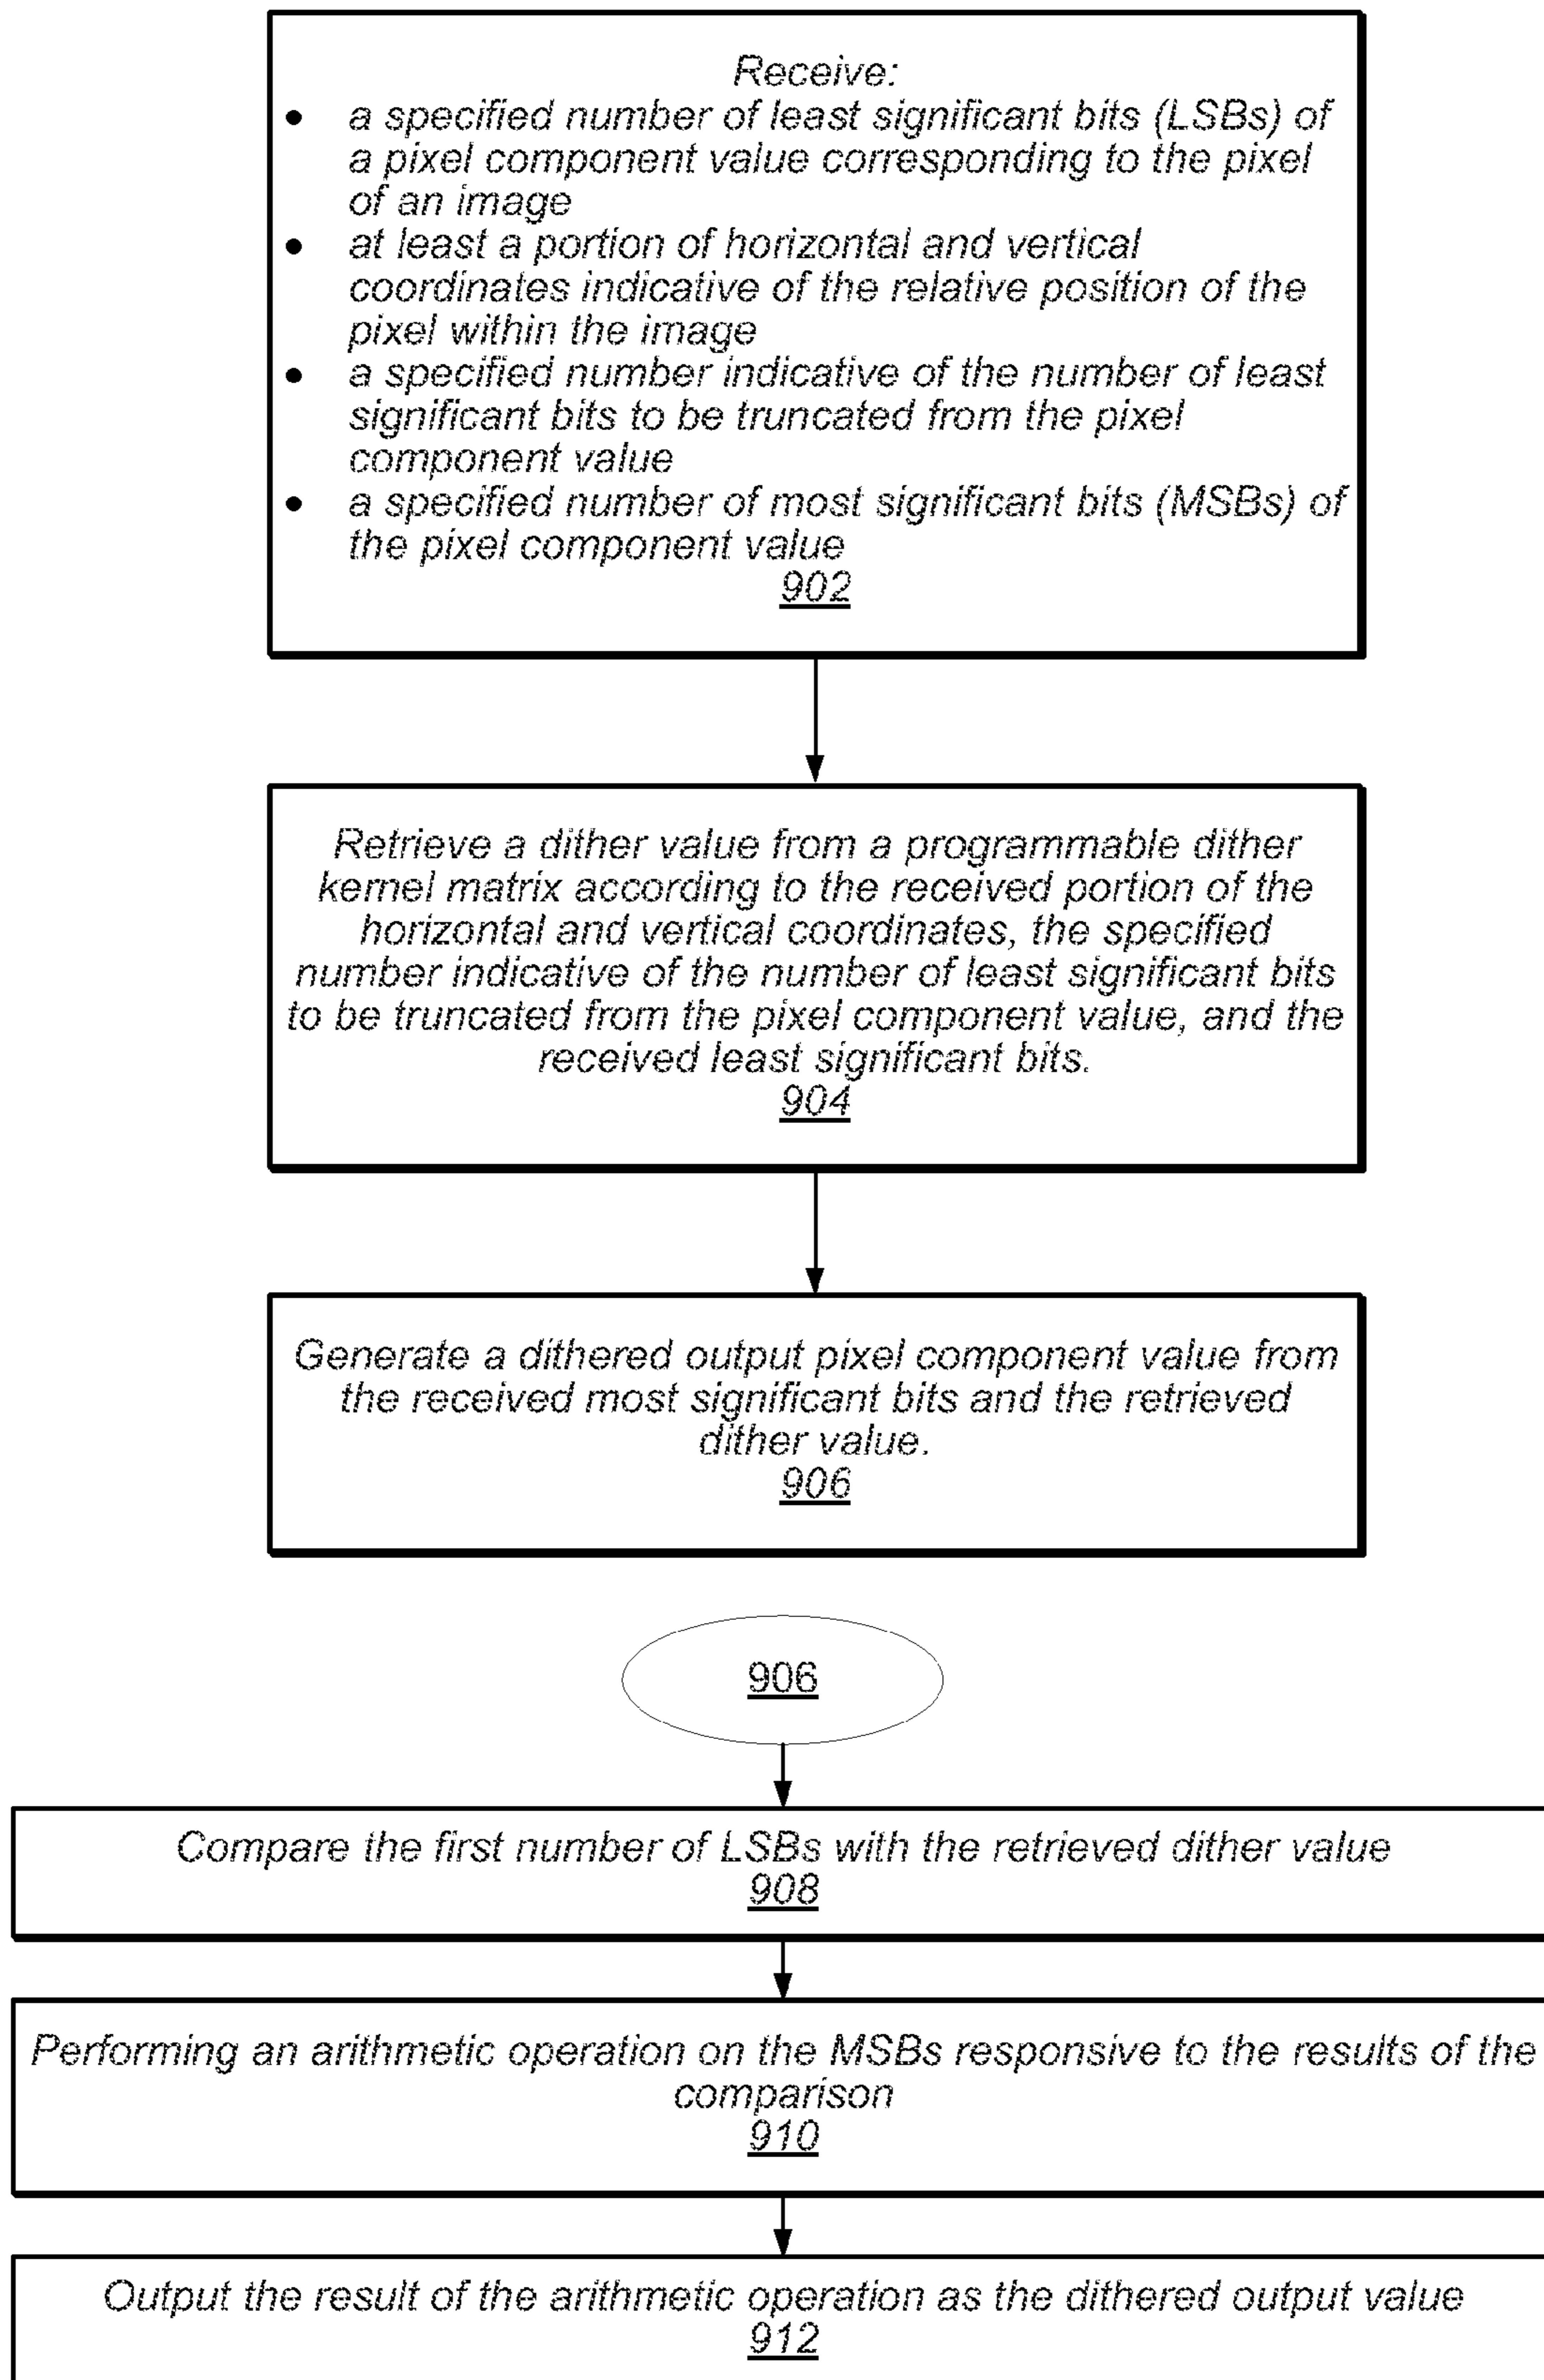 Receive:
• a specified number of least significant bits (LSBs) of
a pixel component value corresponding to the pixel
of an image
• at least a portion of horizontal and vertical
coordinates indicative of the relative position of the
pixel within the image
• a specified number indicative of the number of least
significant bits to be truncated from the pixel
component value
• a specified number of most significant bits (MSBs) of
the pixel component value
902
Retrieve a dither value from a programmable dither
kernel matrix according to the received portion of the
horizontal and vertical coordinates, the specified
number indicative of the number of least significant bits
to be truncated from the pixel component value, and the
received least significant bits.
904
Generate a dithered output pixel component value from
the received most significant bits and the retrieved
dither value.
906
906
Compare the first number of LSBs with the retrieved dither value
908
Performing an arithmetic operation on the MSBs responsive to the results of the
comparison
910
Output the result of the arithmetic operation as the dithered output value
912